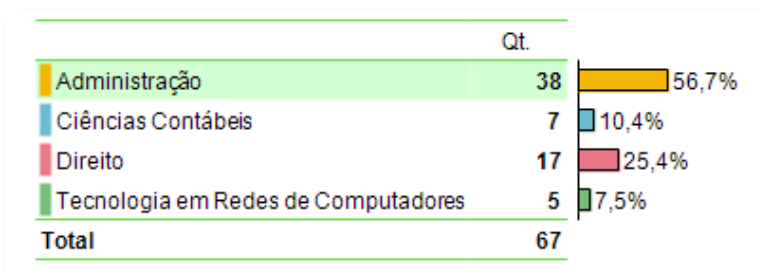 Qt.
Administração 38 56,7%
Ciências Contábeis 7 10,4%
Direito 17 25,4%
Tecnologia em Redes de Computadores 5 7,5%
Total 67